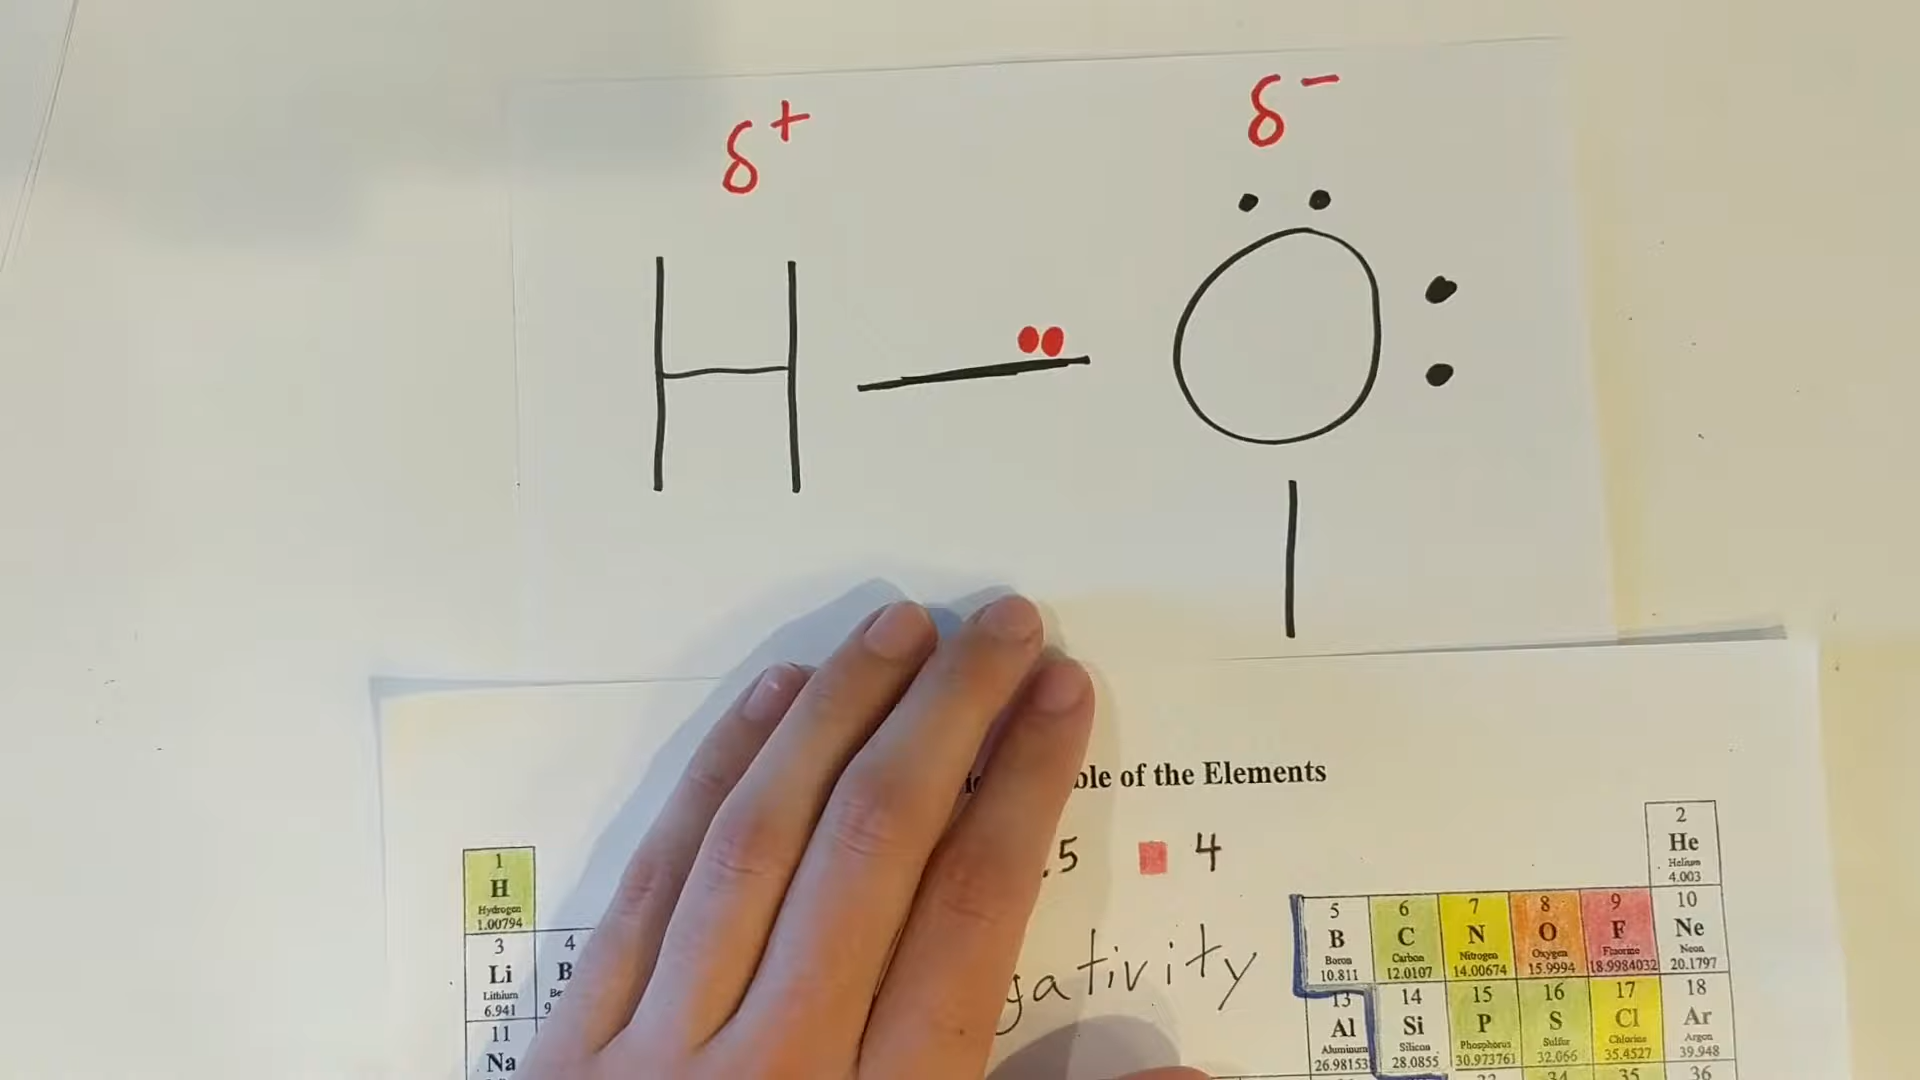 δ+ δ-
H — O
ble of the Elements
.5 4
gativity
1
H
Hydrogen
1.00794
2
He
Helium
4.003
3
Li
Lithium
6.941
4
B
Be
9
5
B
Boron
10.811
6
C
Carbon
12.0107
7
N
Nitrogen
14.00674
8
O
Oxygen
15.9994
9
F
Fluorine
18.9984032
10
Ne
Neon
20.1797
11
Na
13
Al
Aluminum
26.98153
14
Si
Silicon
28.0855
15
P
Phosphorus
30.973761
16
S
Sulfur
32.066
17
Cl
Chlorine
35.4527
18
Ar
Argon
39.948
34
35
36